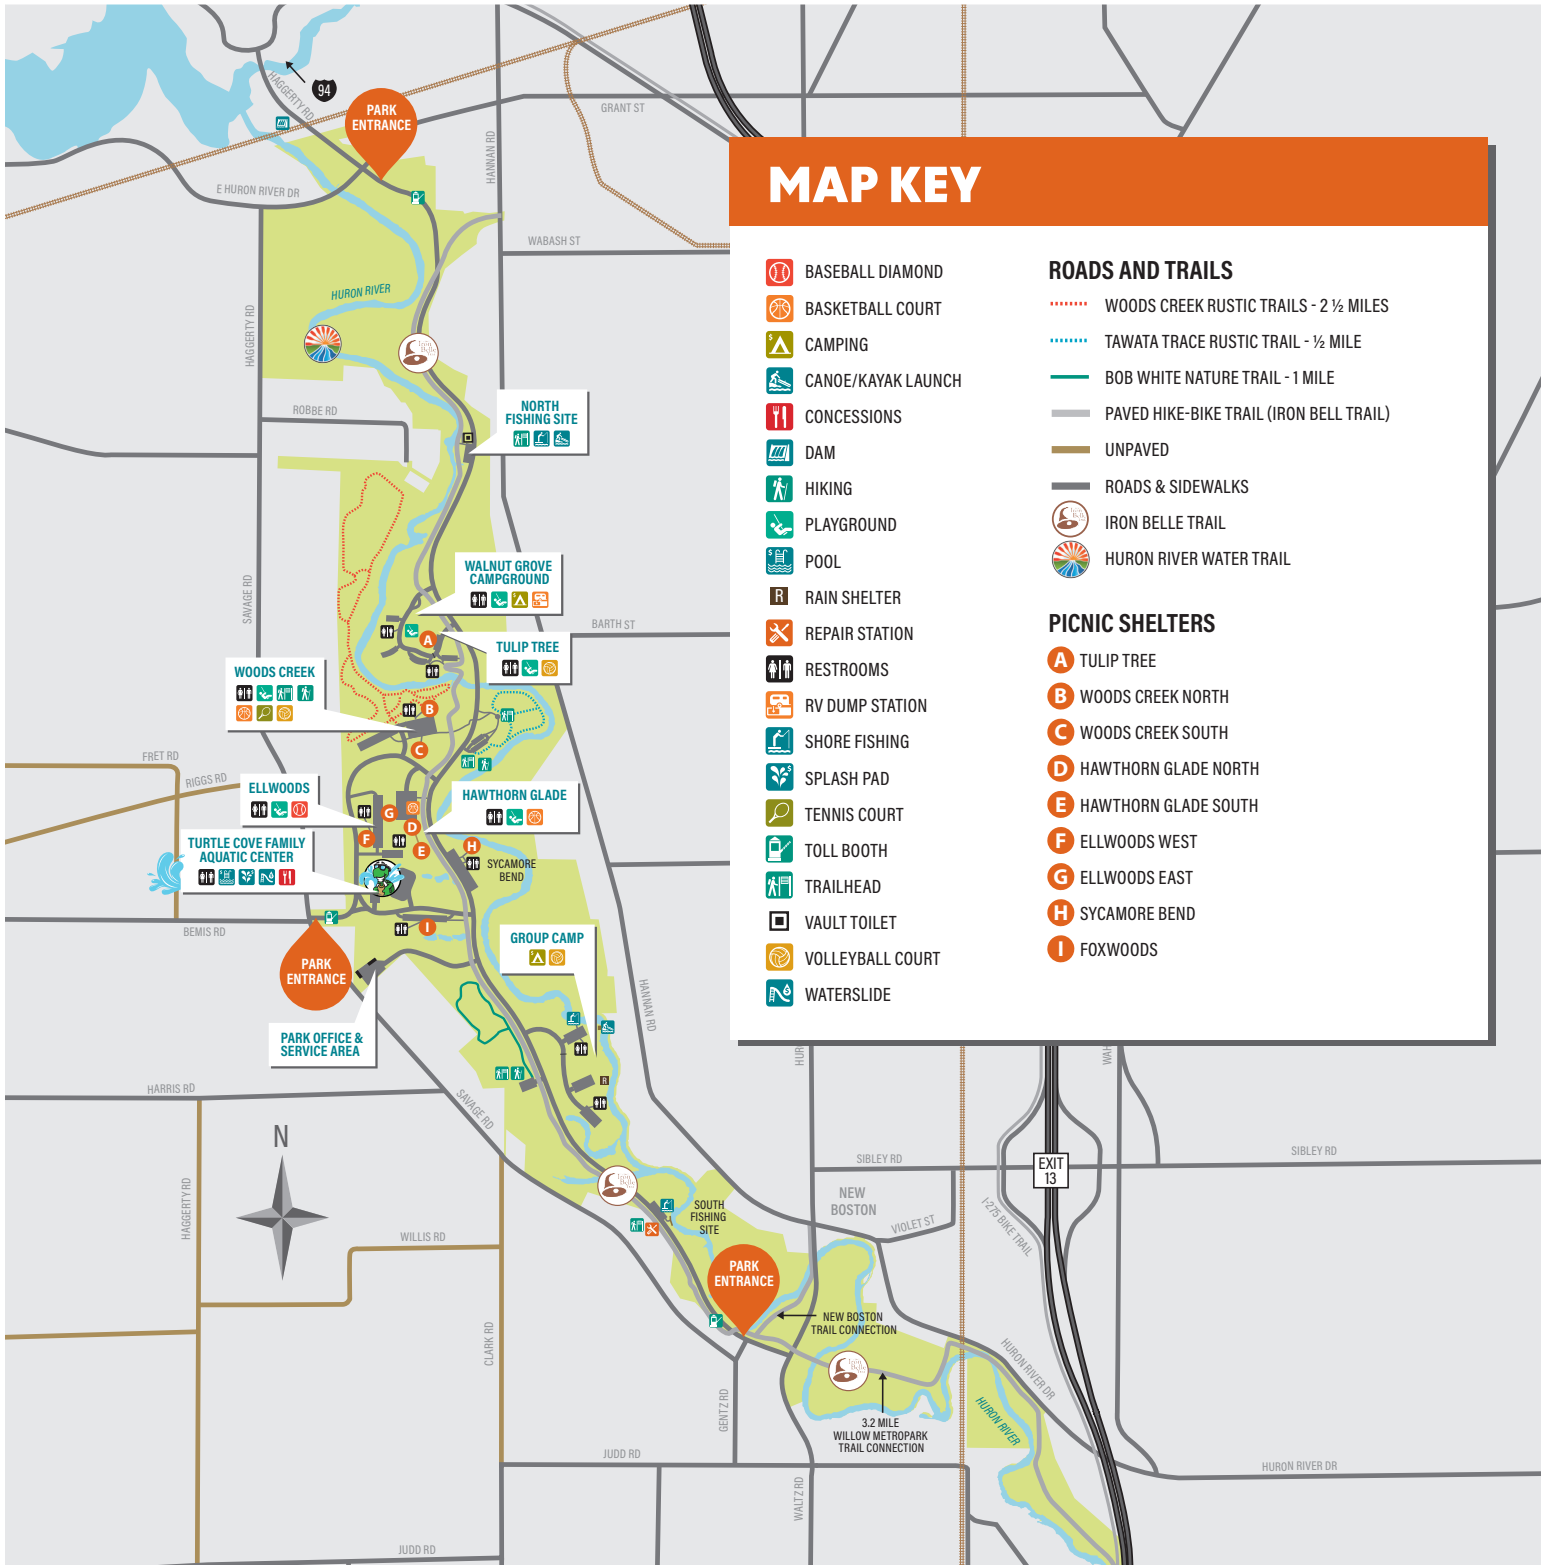 94
HAGGERTY RD
PARK
ENTRANCE
GRANT ST
HANNAN RD
E HURON RIVER DR
WABASH ST
HURON RIVER
HAGGERTY RD
ROBBE RD
NORTH
FISHING SITE
SAVAGE RD
WALNUT GROVE
CAMPGROUND
BARTH ST
A
TULIP TREE
WOODS CREEK
B
C
FRET RD
RIGGS RD
ELLWOODS
HAWTHORN GLADE
G
D
F
E
H
TURTLE COVE FAMILY
AQUATIC CENTER
SYCAMORE
BEND
BEMIS RD
I
GROUP CAMP
PARK
ENTRANCE
HANNAN RD
PARK OFFICE &
SERVICE AREA
R
HARRIS RD
SAVAGE RD
N
HAGGERTY RD
WILLIS RD
CLARK RD
SOUTH
FISHING
SITE
NEW
BOSTON
SIBLEY RD
SIBLEY RD
EXIT
13
VIOLET ST
I-275 BIKE TRAIL
PARK
ENTRANCE
NEW BOSTON
TRAIL CONNECTION
HURON RIVER DR
GENTZ RD
3.2 MILE
WILLOW METROPARK
TRAIL CONNECTION
HURON RIVER
JUDD RD
WALTZ RD
HURON RIVER DR
JUDD RD
MAP KEY
BASEBALL DIAMOND
BASKETBALL COURT
CAMPING
CANOE/KAYAK LAUNCH
CONCESSIONS
DAM
HIKING
PLAYGROUND
POOL
R RAIN SHELTER
REPAIR STATION
RESTROOMS
RV DUMP STATION
SHORE FISHING
SPLASH PAD
TENNIS COURT
TOLL BOOTH
TRAILHEAD
VAULT TOILET
VOLLEYBALL COURT
WATERSLIDE
ROADS AND TRAILS
WOODS CREEK RUSTIC TRAILS - 2 ½ MILES
TAWATA TRACE RUSTIC TRAIL - ½ MILE
BOB WHITE NATURE TRAIL - 1 MILE
PAVED HIKE-BIKE TRAIL (IRON BELL TRAIL)
UNPAVED
ROADS & SIDEWALKS
IRON BELLE TRAIL
HURON RIVER WATER TRAIL
PICNIC SHELTERS
A TULIP TREE
B WOODS CREEK NORTH
C WOODS CREEK SOUTH
D HAWTHORN GLADE NORTH
E HAWTHORN GLADE SOUTH
F ELLWOODS WEST
G ELLWOODS EAST
H SYCAMORE BEND
I FOXWOODS